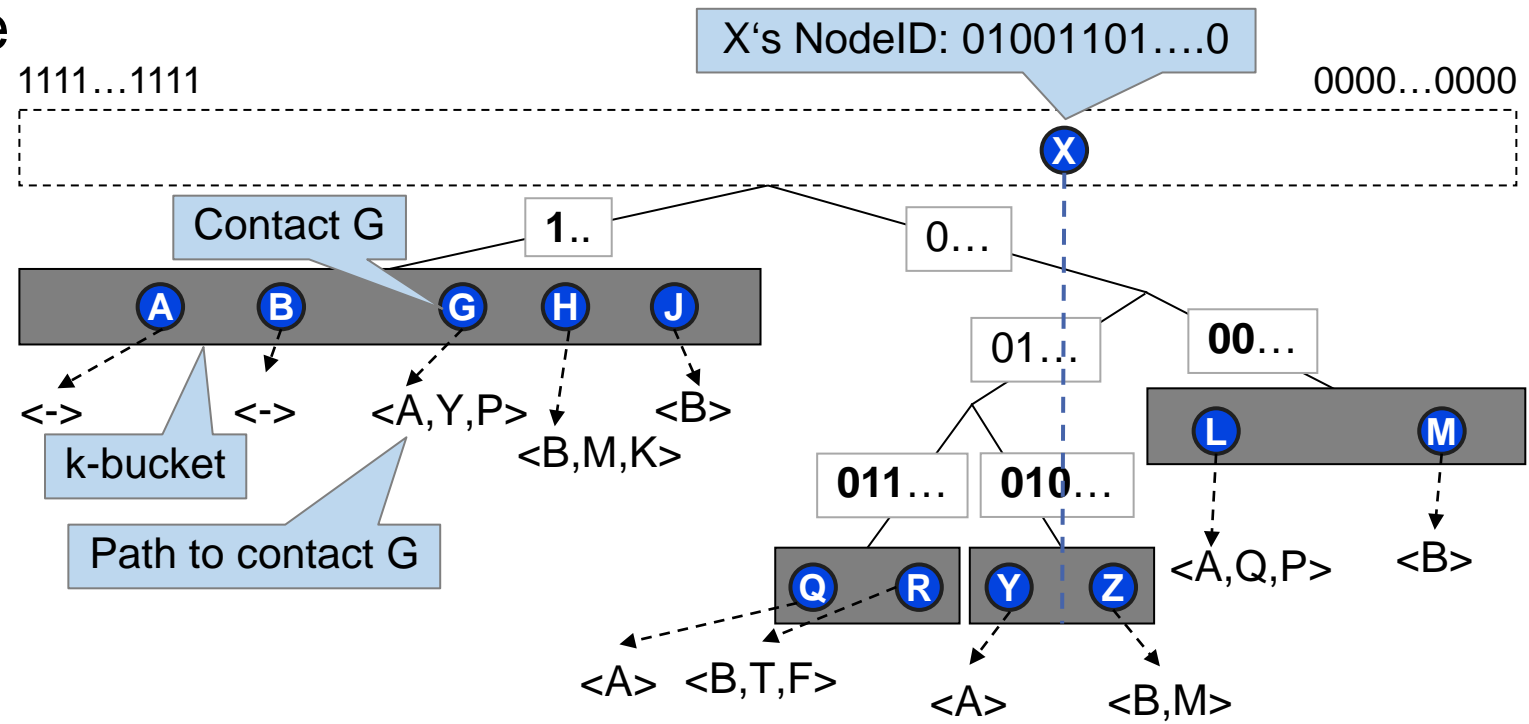 e
X‘s NodeID: 01001101….0
1111…1111
0000…0000
X
Contact G
1..
0…
A
B
G
H
J
01…
00…
<->
<->
<A,Y,P>
<B>
L
M
k-bucket
<B,M,K>
011…
010…
Path to contact G
Q
R
Y
Z
<A,Q,P>
<B>
<A>
<B,T,F>
<A>
<B,M>